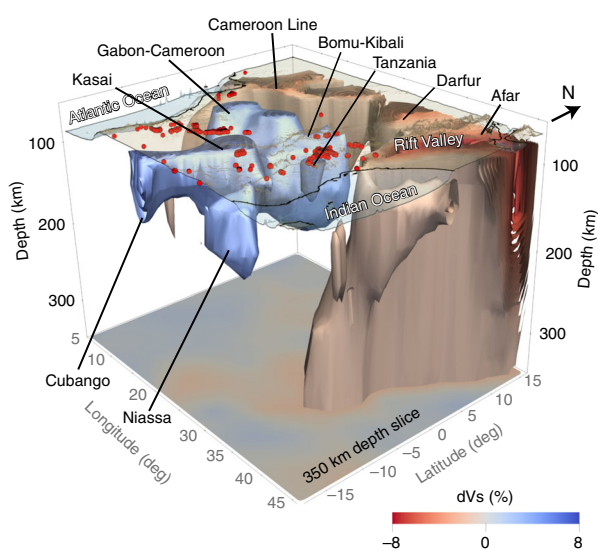 Cameroon Line
Gabon-Cameroon
Bomu-Kibali
Kasai
Tanzania
Darfur
Atlantic Ocean
Afar
N
Rift Valley
Indian Ocean
100
200
300
Depth (km)
100
200
300
Depth (km)
5
10
20
30
35
40
45
Longitude (deg)
15
10
5
0
−5
−10
−15
Latitude (deg)
Cubango
Niassa
350 km depth slice
dVs (%)
−8
0
8